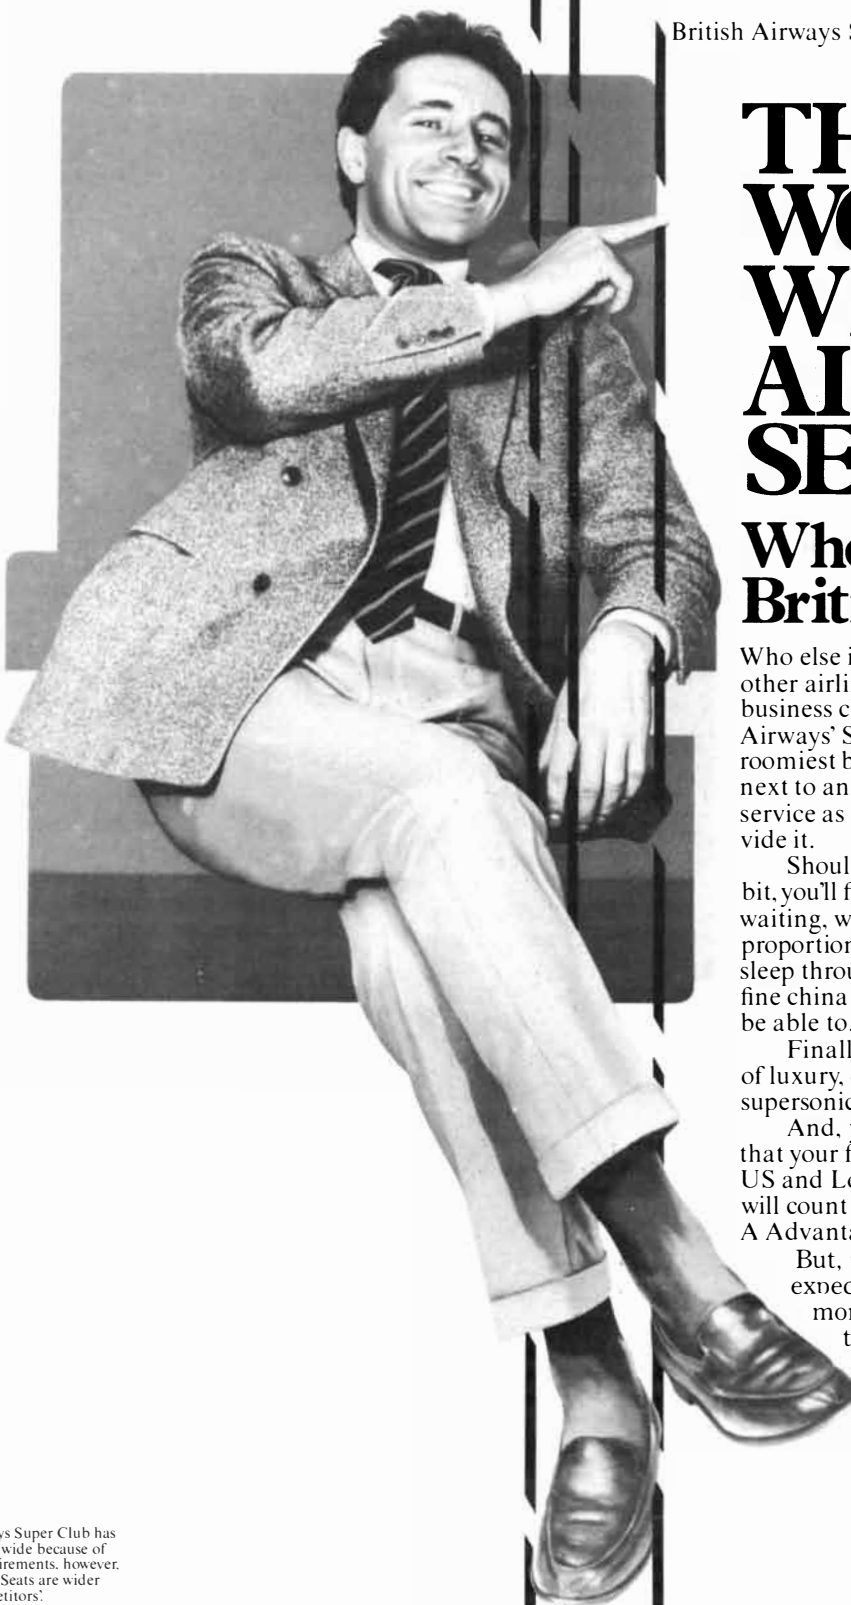 British Airways S
TH
WO
WI
AI
SE
Who
Brit
Who else i
other airli
business c
Airways' S
roomiest b
next to an
service as
vide it.
Shoul
bit, you'll f
waiting, w
proportion
sleep throu
fine china
be able to.
Finall
of luxury,
supersonic
And, y
that your f
US and Lo
will count
A Advanta
But,
expec
mor
t
ys Super Club has
wide because of
irements, however,
Seats are wider
etitors'.